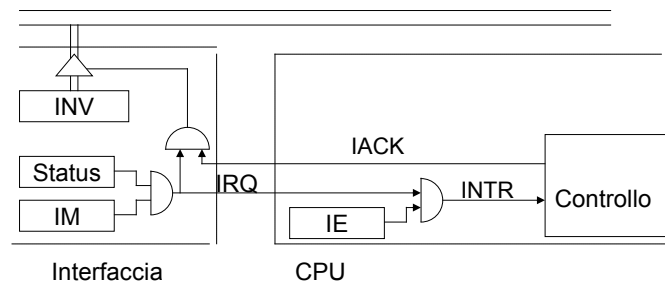 INV
IACK
Status
IRQ
INTR
Controllo
IM
IE
Interfaccia
CPU